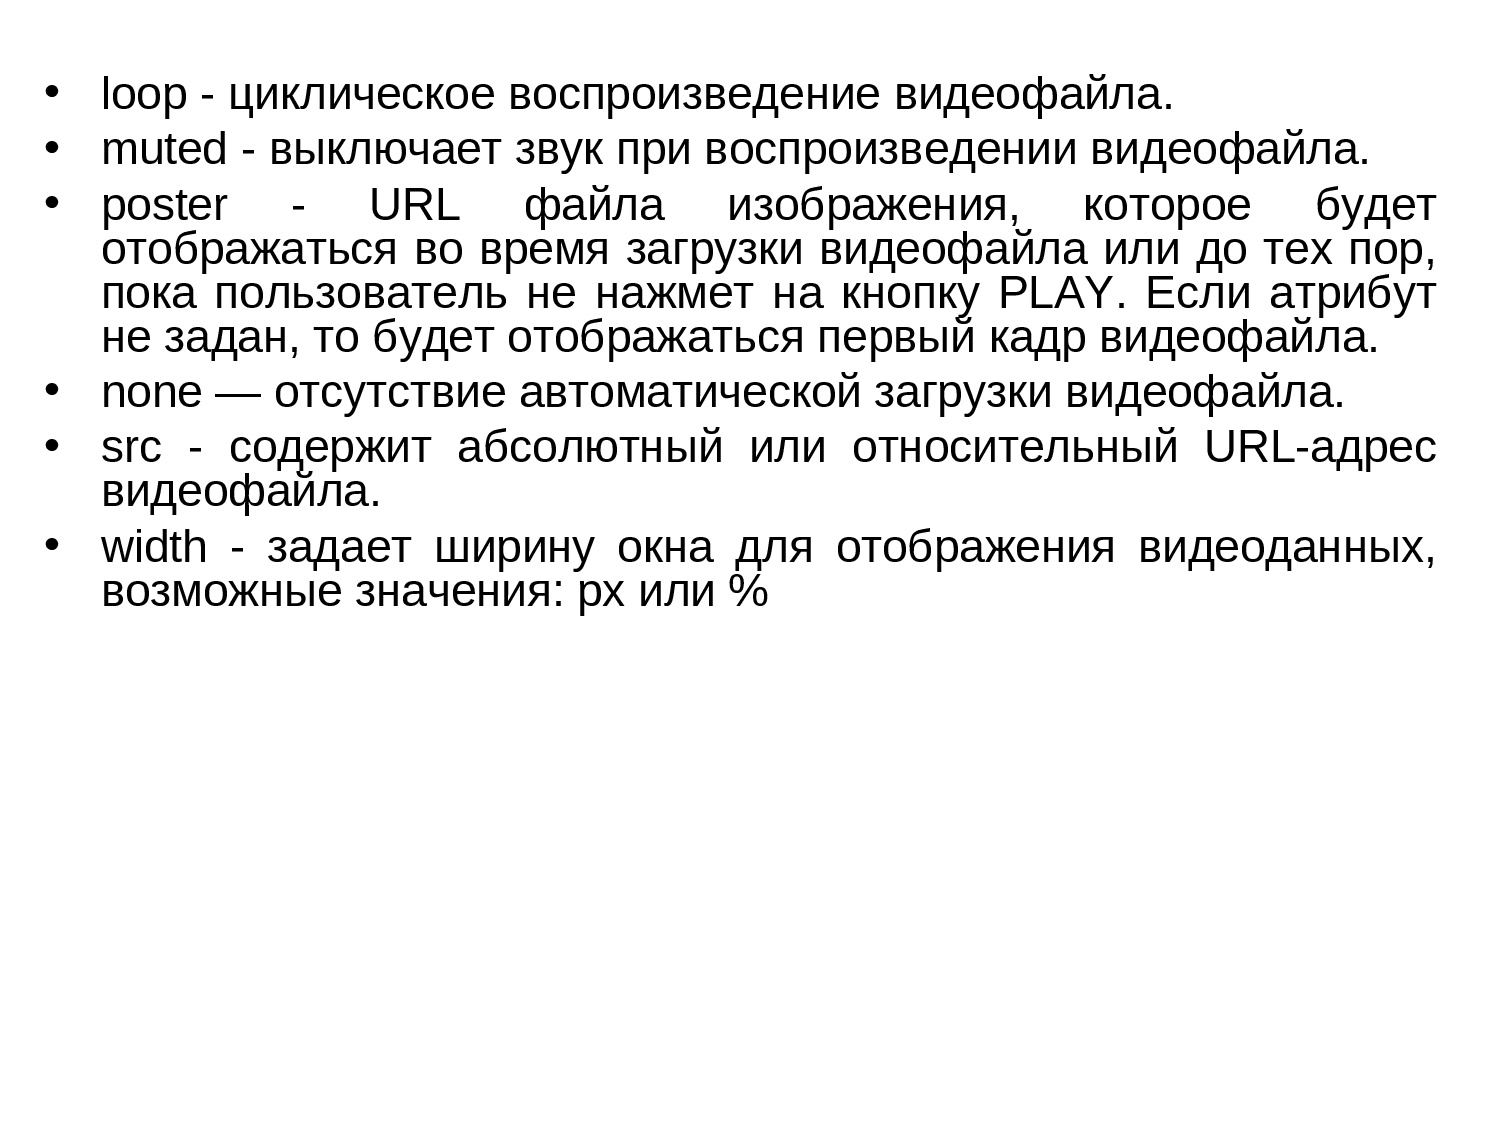 • loop - циклическое воспроизведение видеофайла.
• muted - выключает звук при воспроизведении видеофайла.
• poster - URL файла изображения, которое будет
отображаться во время загрузки видеофайла или до тех пор,
пока пользователь не нажмет на кнопку PLAY. Если атрибут
не задан, то будет отображаться первый кадр видеофайла.
• none — отсутствие автоматической загрузки видеофайла.
• src - содержит абсолютный или относительный URL-адрес
видеофайла.
• width - задает ширину окна для отображения видеоданных,
возможные значения: px или %